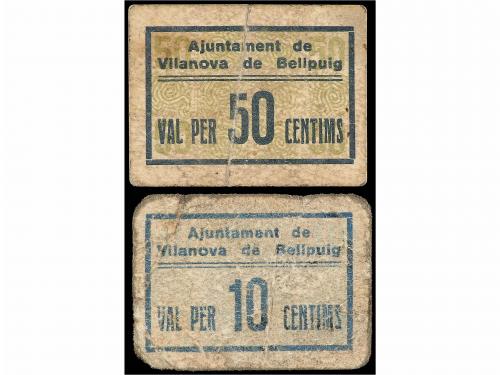 Ajuntament de
Vilanova de Bellpuig
VAL PER 50 CENTIMS
Ajuntament de
Vilanova de Bellpuig
VAL PER 10 CENTIMS